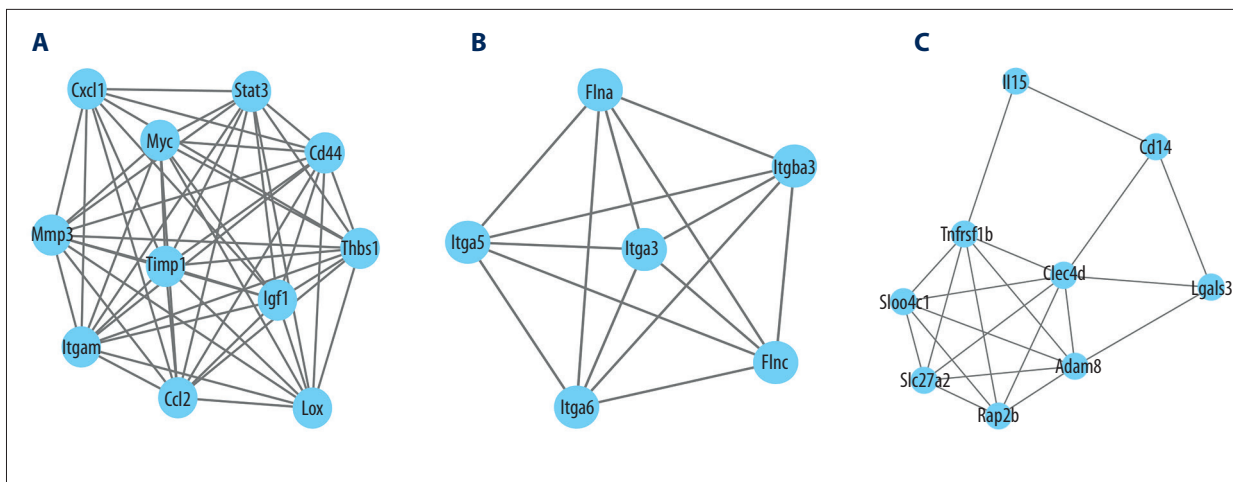 A
B
C
Cxcl1
Stat3
Myc
Cd44
Mmp3
Thbs1
Timp1
Igf1
Itgam
Ccl2
Lox
Flna
Itgba3
Itga5
Itga3
Flnc
Itga6
Il15
Cd14
Tnfrsf1b
Clec4d
Lgals3
Sloo4c1
Adam8
Slc27a2
Rap2b